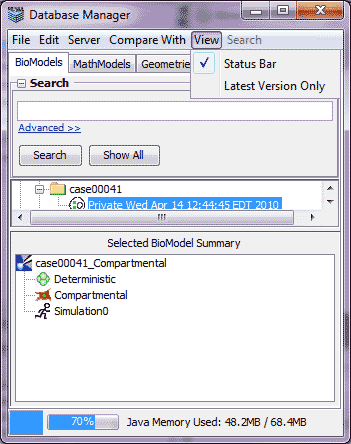 Database Manager
File Edit Server Compare With View Search
Status Bar
Latest Version Only
BioModels MathModels Geometrie
Search
Advanced >>
Search Show All
case00041
Private Wed Apr 14 12:44:45 EDT 2010
Selected BioModel Summary
case00041_Compartmental
Deterministic
Compartmental
Simulation0
70% Java Memory Used: 48.2MB / 68.4MB